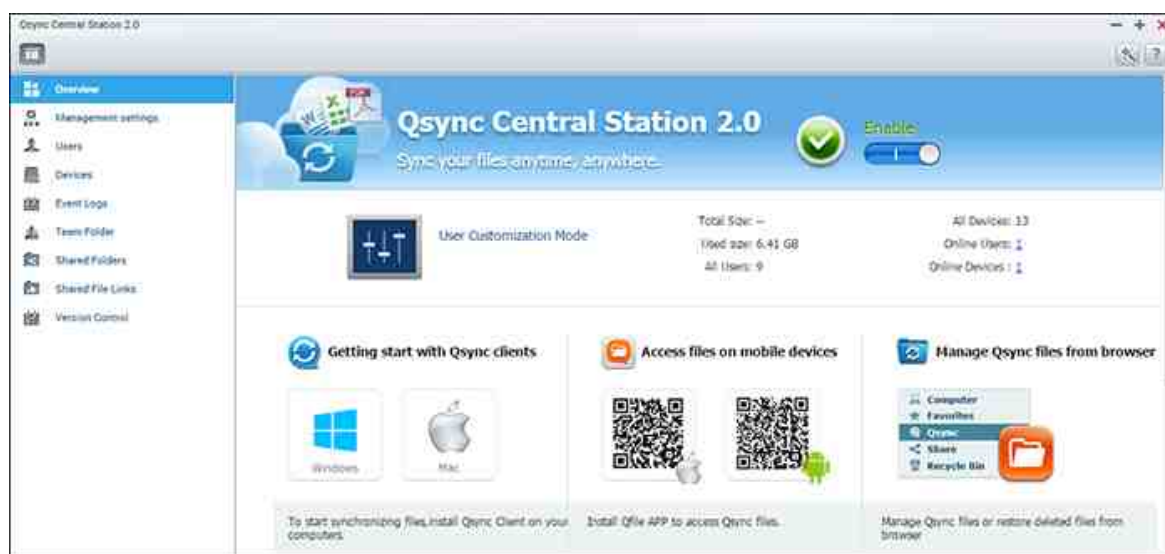 Qsync Central Station 2.0
Overview
Management settings
Users
Devices
Event Logs
Team Folder
Shared Folders
Shared File Links
Version Control
Qsync Central Station 2.0
Sync your files anytime, anywhere.
Enable
User Customization Mode
Total Size: --
Used size: 6.41 GB
All Users: 9
All Devices: 13
Online Users: 1
Online Devices : 1
Getting start with Qsync clients
Windows
Mac
To start synchronizing files,install Qsync Client on your
computers.
Access files on mobile devices
Install Qfile APP to access Qsync files.
Manage Qsync files from browser
Computer
Favorites
Qsync
Share
Recycle Bin
Manage Qsync files or restore deleted files from
browser